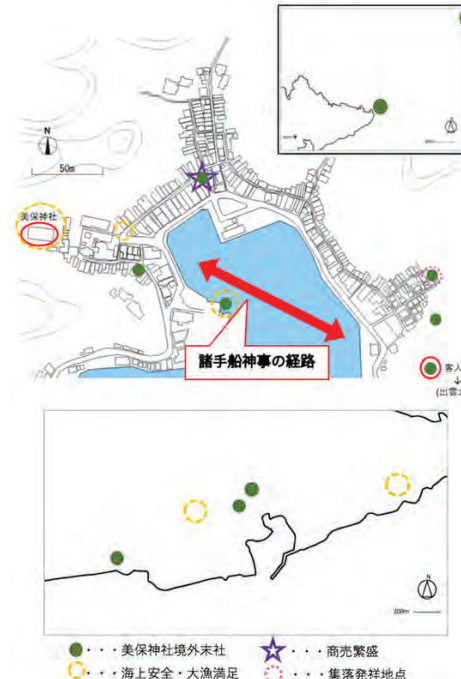 N
50m
美保神社
諸手船神事の経路
客人
↓
(出雲大
N
200m
・・・美保神社境外末社
・・・商売繁盛
・・・海上安全・大漁満足
・・・集落発祥地点